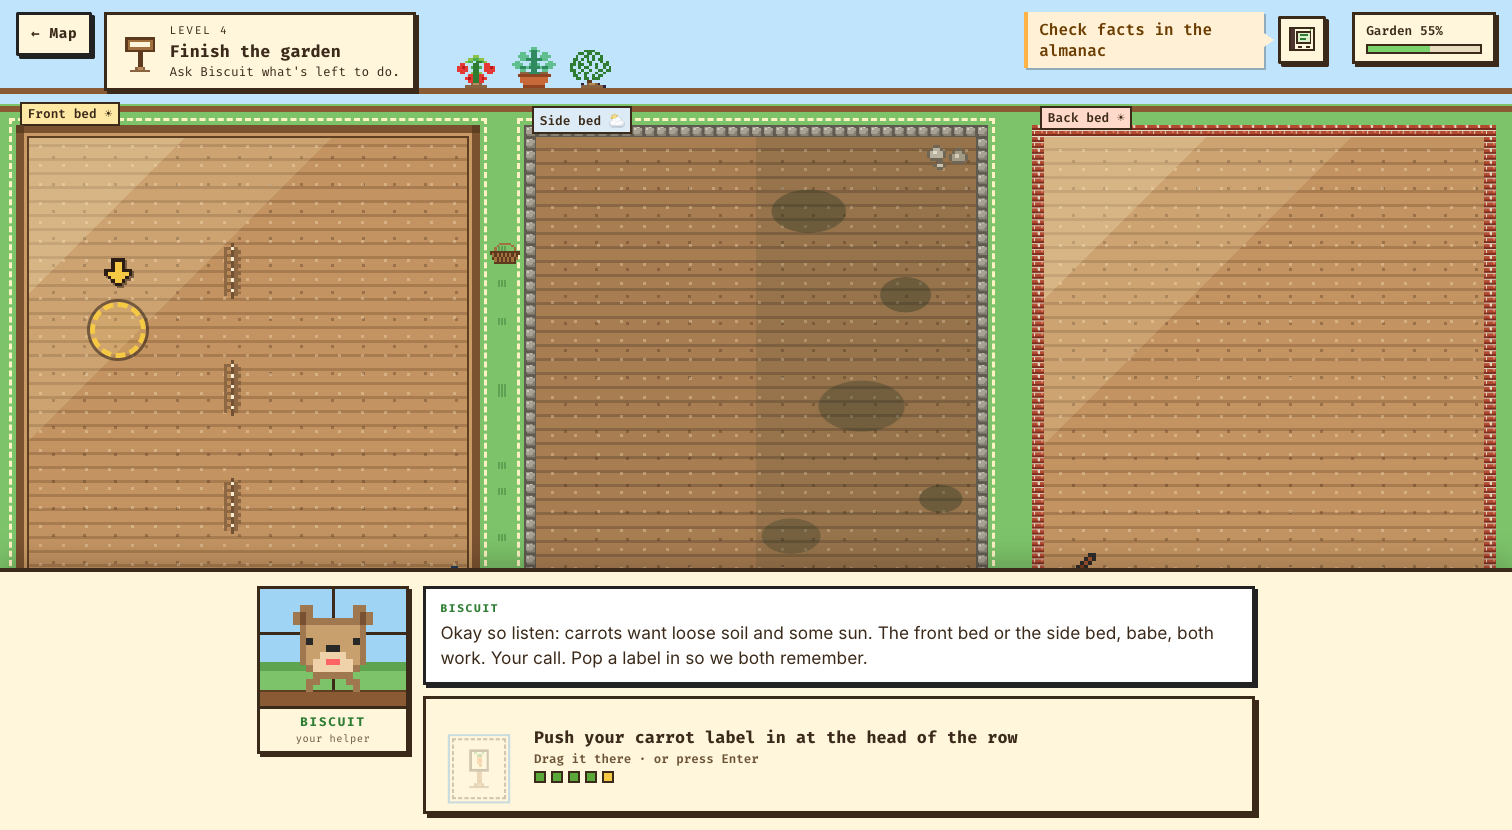 ← Map
LEVEL 4
Finish the garden
Ask Biscuit what's left to do.
Check facts in the
almanac
Garden 55%
Front bed ☀
Side bed 🌥️
Back bed ☀
BISCUIT
your helper
BISCUIT
Okay so listen: carrots want loose soil and some sun. The front bed or the side bed, babe, both
work. Your call. Pop a label in so we both remember.
Push your carrot label in at the head of the row
Drag it there · or press Enter